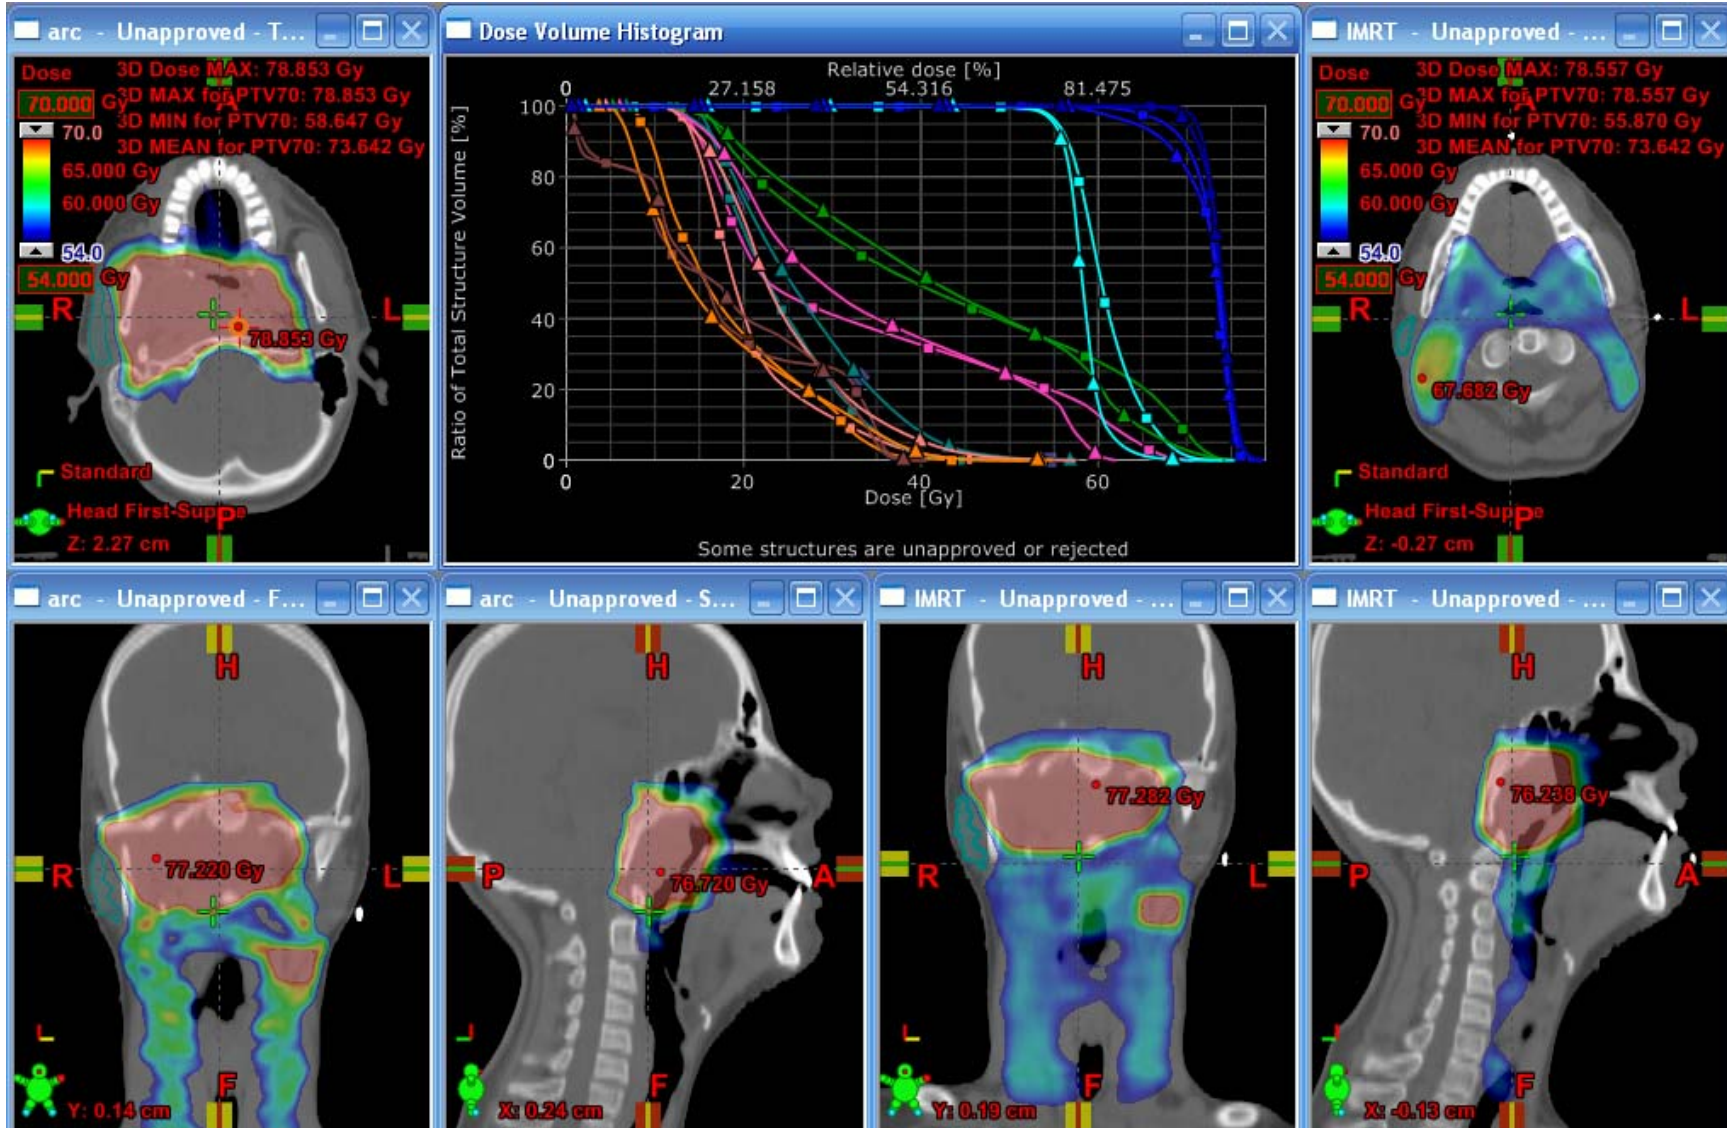 arc - Unapproved - T...
Dose
3D Dose MAX: 78.853 Gy
70.000 Gy
3D MAX for PTV70: 78.853 Gy
A
70.0
3D MIN for PTV70: 58.647 Gy
3D MEAN for PTV70: 73.642 Gy
65.000 Gy
60.000 Gy
54.0
54.000 Gy
R
L
78.853 Gy
Standard
Head First-Supine
P
Z: 2.27 cm
Dose Volume Histogram
Relative dose [%]
0 27.158 54.316 81.475
Ratio of Total Structure Volume [%]
100
80
60
40
20
0
0 20 40 60
Dose [Gy]
Some structures are unapproved or rejected
IMRT - Unapproved - ...
Dose
3D Dose MAX: 78.557 Gy
70.000 Gy
3D MAX for PTV70: 78.557 Gy
A
70.0
3D MIN for PTV70: 55.870 Gy
3D MEAN for PTV70: 73.642 Gy
65.000 Gy
60.000 Gy
54.0
54.000 Gy
R
L
67.682 Gy
Standard
Head First-Supine
P
Z: -0.27 cm
arc - Unapproved - F...
H
R
L
77.220 Gy
L
F
Y: 0.14 cm
arc - Unapproved - S...
H
P
A
76.720 Gy
L
F
X: 0.24 cm
IMRT - Unapproved - ...
H
77.282 Gy
R
L
L
F
Y: 0.19 cm
IMRT - Unapproved - ...
H
76.238 Gy
P
A
L
F
X: -0.13 cm